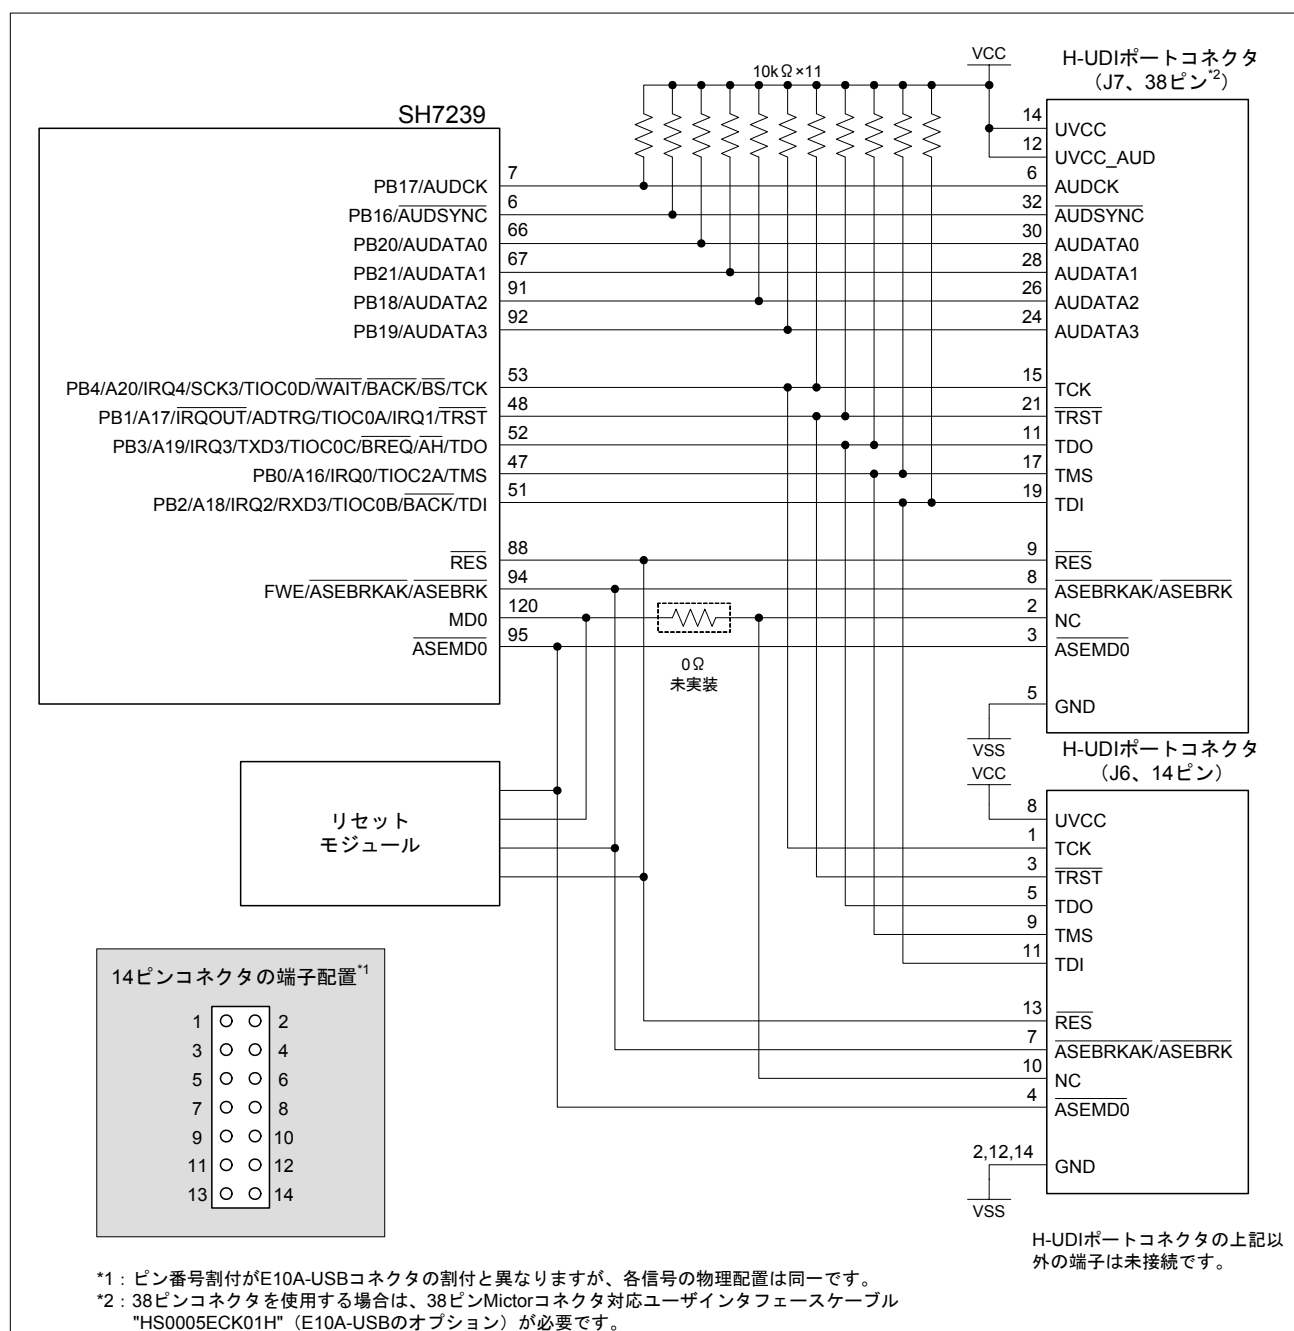 VCC
H-UDIポートコネクタ
（J7、38ピン*2）
10kΩ×11
SH7239
14
UVCC
12
UVCC_AUD
PB17/AUDCK
7
6
AUDCK
PB16/AUDSYNC
6
32
AUDSYNC
PB20/AUDATA0
66
30
AUDATA0
PB21/AUDATA1
67
28
AUDATA1
PB18/AUDATA2
91
26
AUDATA2
PB19/AUDATA3
92
24
AUDATA3
PB4/A20/IRQ4/SCK3/TIOC0D/WAIT/BACK/BS/TCK
53
15
TCK
PB1/A17/IRQOUT/ADTRG/TIOC0A/IRQ1/TRST
48
21
TRST
PB3/A19/IRQ3/TXD3/TIOC0C/BREQ/AH/TDO
52
11
TDO
PB0/A16/IRQ0/TIOC2A/TMS
47
17
TMS
PB2/A18/IRQ2/RXD3/TIOC0B/BACK/TDI
51
19
TDI
RES
88
9
RES
FWE/ASEBRKAK/ASEBRK
94
8
ASEBRKAK/ASEBRK
MD0
120
2
NC
ASEMD0
95
3
ASEMD0
0Ω
未実装
5
GND
VSS
H-UDIポートコネクタ
（J6、14ピン）
VCC
リセット
モジュール
8
UVCC
1
TCK
3
TRST
5
TDO
9
TMS
11
TDI
13
RES
7
ASEBRKAK/ASEBRK
10
NC
4
ASEMD0
2,12,14
GND
VSS
14ピンコネクタの端子配置*1
1 2
3 4
5 6
7 8
9 10
11 12
13 14
H-UDIポートコネクタの上記以
外の端子は未接続です。
*1：ピン番号割付がE10A-USBコネクタの割付と異なりますが、各信号の物理配置は同一です。
*2：38ピンコネクタを使用する場合は、38ピンMictorコネクタ対応ユーザインタフェースケーブル
"HS0005ECK01H"（E10A-USBのオプション）が必要です。